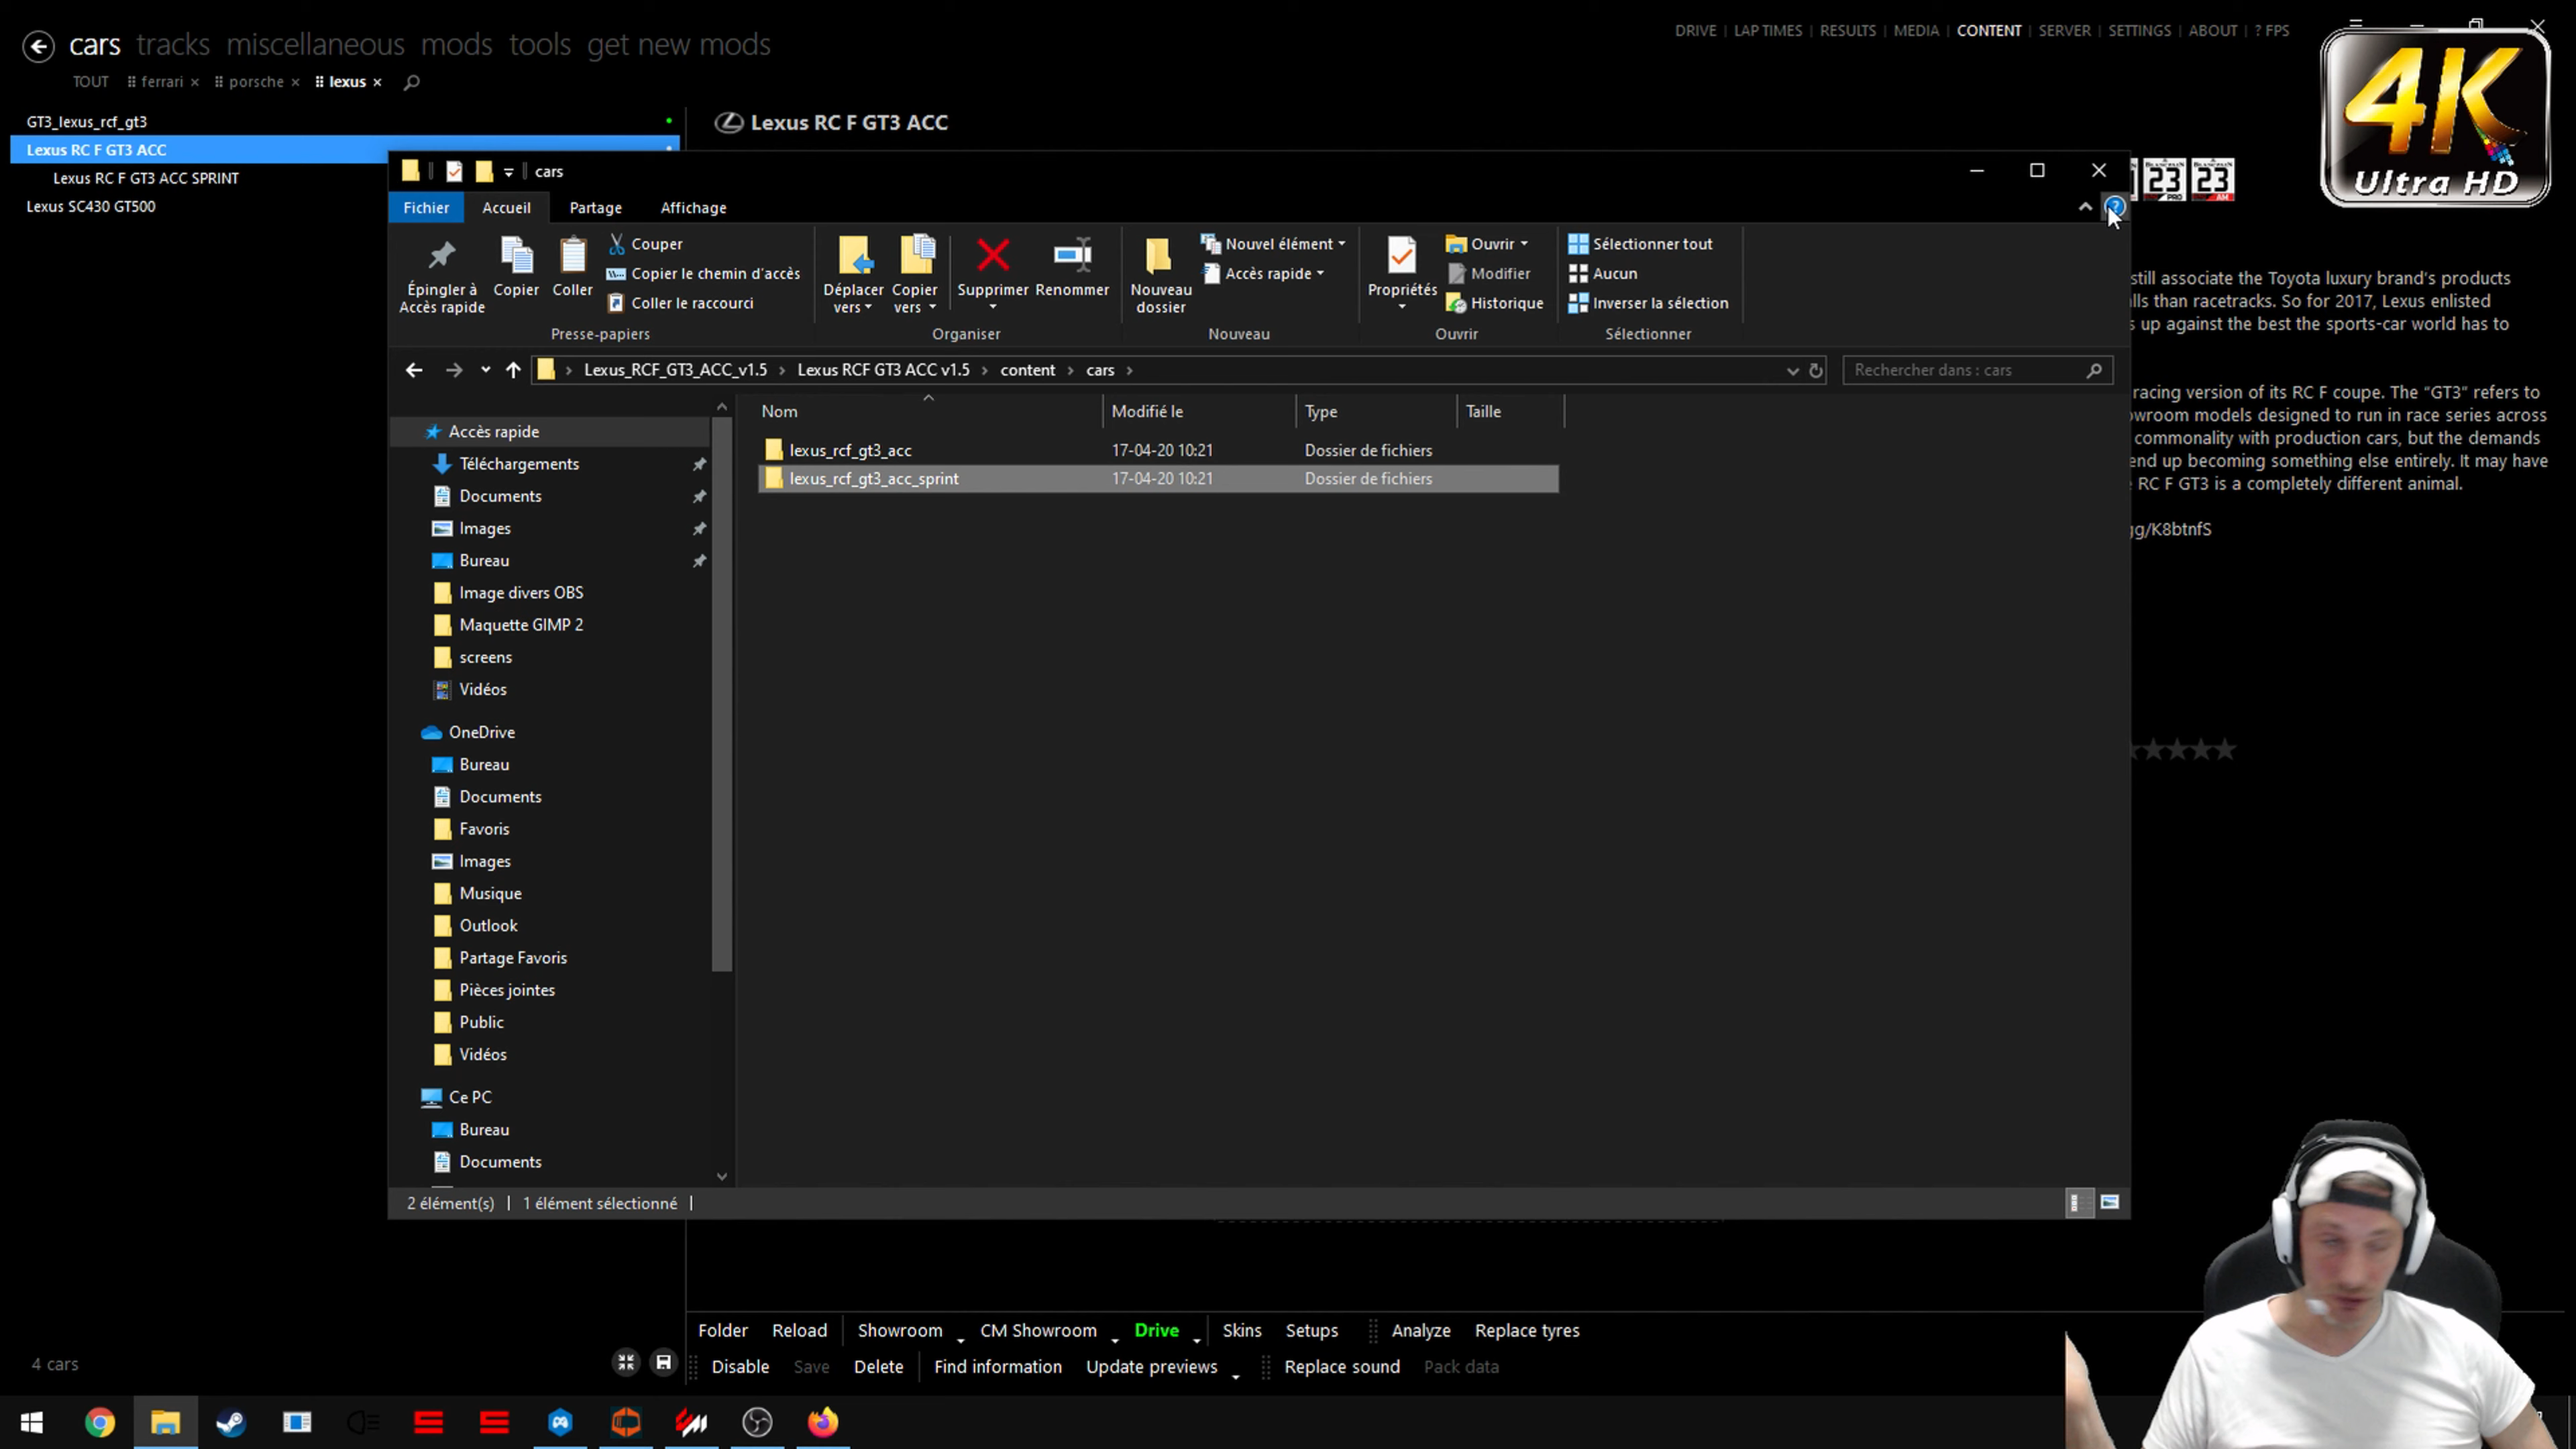 cars tracks miscellaneous mods tools get new mods
DRIVE | LAP TIMES | RESULTS | MEDIA | CONTENT | SERVER | SETTINGS | ABOUT | ? FPS
TOUT ferrari × porsche × lexus ×
4K
Ultra HD
GT3_lexus_rcf_gt3
Lexus RC F GT3 ACC
Lexus RC F GT3 ACC SPRINT
Lexus SC430 GT500
Lexus RC F GT3 ACC
23 PRO 23 AM
cars
Fichier Accueil Partage Affichage
Épingler à Accès rapide
Copier
Coller
Couper
Copier le chemin d'accès
Coller le raccourci
Presse-papiers
Déplacer vers
Copier vers
Supprimer
Renommer
Organiser
Nouveau dossier
Nouvel élément
Accès rapide
Nouveau
Propriétés
Ouvrir
Modifier
Historique
Ouvrir
Sélectionner tout
Aucun
Inverser la sélection
Sélectionner
Lexus_RCF_GT3_ACC_v1.5 › Lexus RCF GT3 ACC v1.5 › content › cars ›
Rechercher dans : cars
Nom Modifié le Type Taille
lexus_rcf_gt3_acc 17-04-20 10:21 Dossier de fichiers
lexus_rcf_gt3_acc_sprint 17-04-20 10:21 Dossier de fichiers
Accès rapide
Téléchargements
Documents
Images
Bureau
Image divers OBS
Maquette GIMP 2
screens
Vidéos
OneDrive
Bureau
Documents
Favoris
Images
Musique
Outlook
Partage Favoris
Pièces jointes
Public
Vidéos
Ce PC
Bureau
Documents
2 élément(s) | 1 élément sélectionné |
still associate the Toyota luxury brand's products
than racetracks. So for 2017, Lexus enlisted
up against the best the sports-car world has to
racing version of its RC F coupe. The “GT3” refers to
models designed to run in race series across
commonality with production cars, but the demands
end up becoming something else entirely. It may have
RC F GT3 is a completely different animal.
/K8btnfS
Folder Reload Showroom CM Showroom Drive Skins Setups Analyze Replace tyres
4 cars
Disable Save Delete Find information Update previews Replace sound Pack data